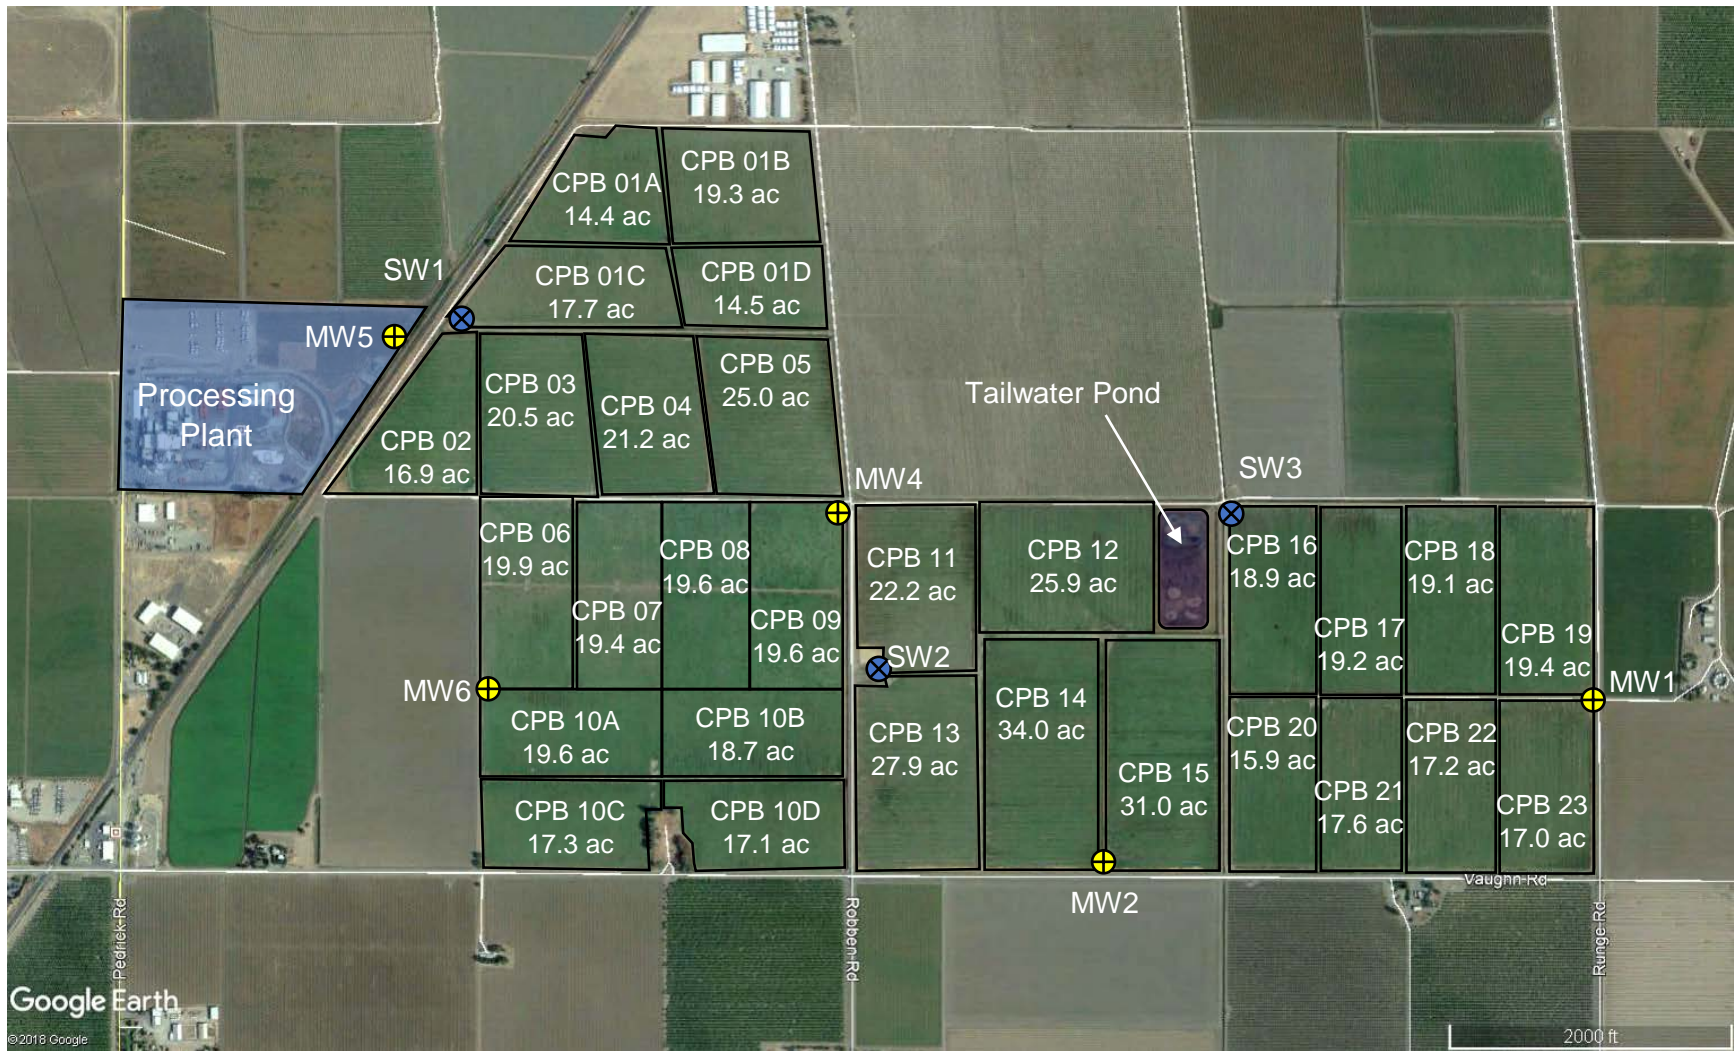 CPB 01A
14.4 ac
CPB 01B
19.3 ac
SW1
CPB 01C
17.7 ac
CPB 01D
14.5 ac
MW5
Processing
Plant
CPB 02
16.9 ac
CPB 03
20.5 ac
CPB 04
21.2 ac
CPB 05
25.0 ac
Tailwater Pond
MW4
SW3
CPB 06
19.9 ac
CPB 07
19.4 ac
CPB 08
19.6 ac
CPB 09
19.6 ac
CPB 11
22.2 ac
CPB 12
25.9 ac
CPB 16
18.9 ac
CPB 17
19.2 ac
CPB 18
19.1 ac
CPB 19
19.4 ac
SW2
MW6
MW1
CPB 10A
19.6 ac
CPB 10B
18.7 ac
CPB 13
27.9 ac
CPB 14
34.0 ac
CPB 15
31.0 ac
CPB 20
15.9 ac
CPB 21
17.6 ac
CPB 22
17.2 ac
CPB 23
17.0 ac
CPB 10C
17.3 ac
CPB 10D
17.1 ac
MW2
Vaughn Rd
Pedrick Rd
Robben Rd
Runge Rd
Google Earth
©2018 Google
2000 ft